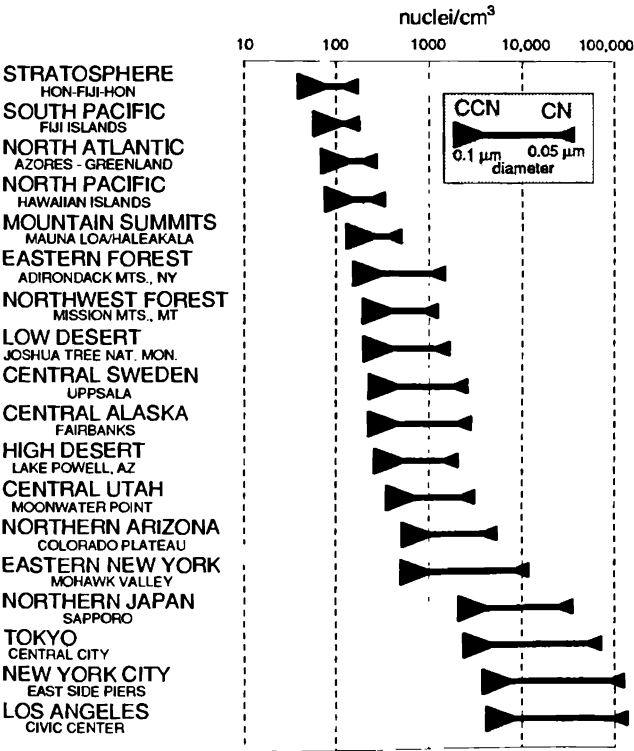 nuclei/cm³
10 100 1000 10,000 100,000
STRATOSPHERE
HON-FIJI-HON
SOUTH PACIFIC
FIJI ISLANDS
NORTH ATLANTIC
AZORES - GREENLAND
NORTH PACIFIC
HAWAIIAN ISLANDS
MOUNTAIN SUMMITS
MAUNA LOA/HALEAKALA
EASTERN FOREST
ADIRONDACK MTS., NY
NORTHWEST FOREST
MISSION MTS., MT
LOW DESERT
JOSHUA TREE NAT. MON.
CENTRAL SWEDEN
UPPSALA
CENTRAL ALASKA
FAIRBANKS
HIGH DESERT
LAKE POWELL, AZ
CENTRAL UTAH
MOONWATER POINT
NORTHERN ARIZONA
COLORADO PLATEAU
EASTERN NEW YORK
MOHAWK VALLEY
NORTHERN JAPAN
SAPPORO
TOKYO
CENTRAL CITY
NEW YORK CITY
EAST SIDE PIERS
LOS ANGELES
CIVIC CENTER
CCN CN
0.1 µm 0.05 µm
diameter